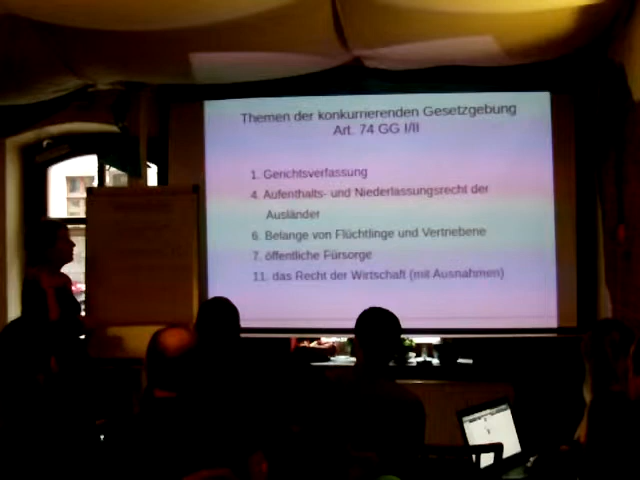 Themen der konkurrierenden Gesetzgebung
Art. 74 GG I/II
1. Gerichtsverfassung
4. Aufenthalts- und Niederlassungsrecht der
Ausländer
6. Belange von Flüchtlinge und Vertriebene
7. öffentliche Fürsorge
11. das Recht der Wirtschaft (mit Ausnahmen)